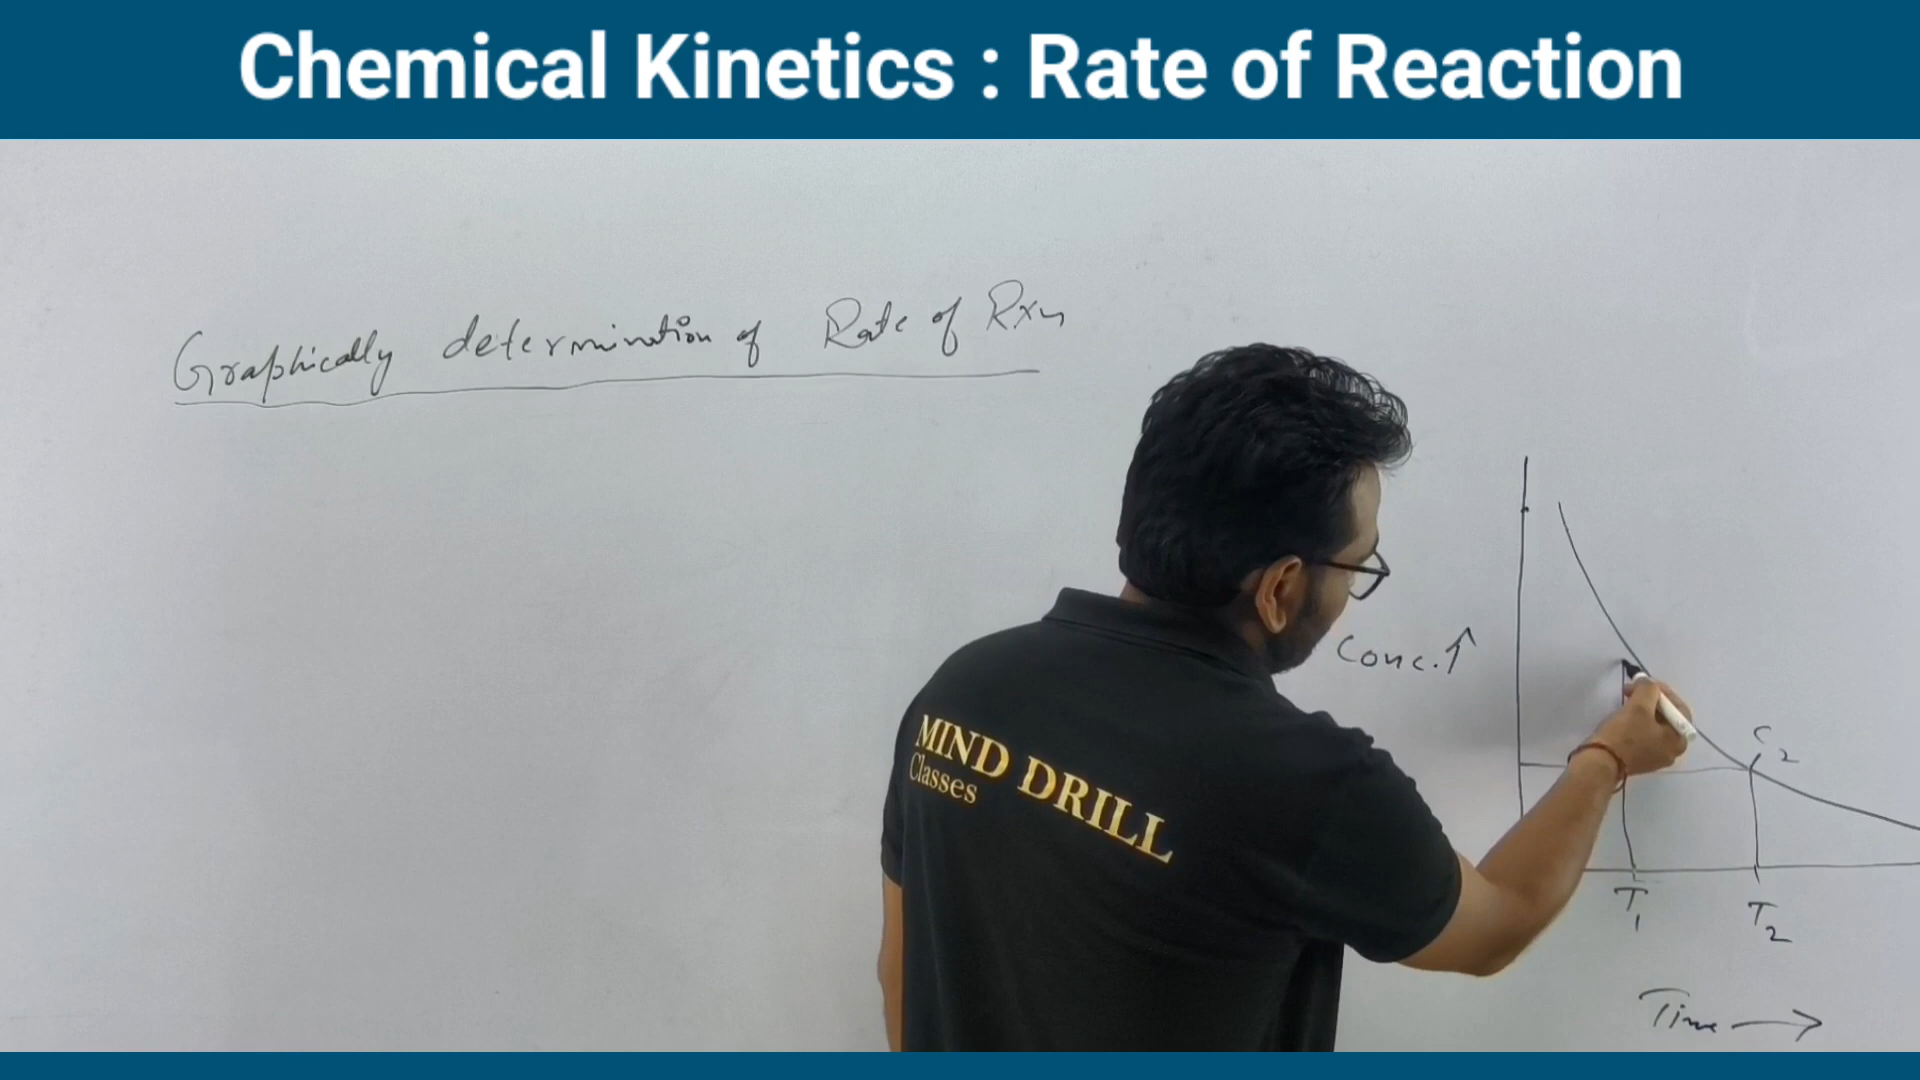 Chemical Kinetics : Rate of Reaction
Graphically determination of Rate of Rxn
Conc. ↑
C2
MIND DRILL
Classes
T1
T2
Time →